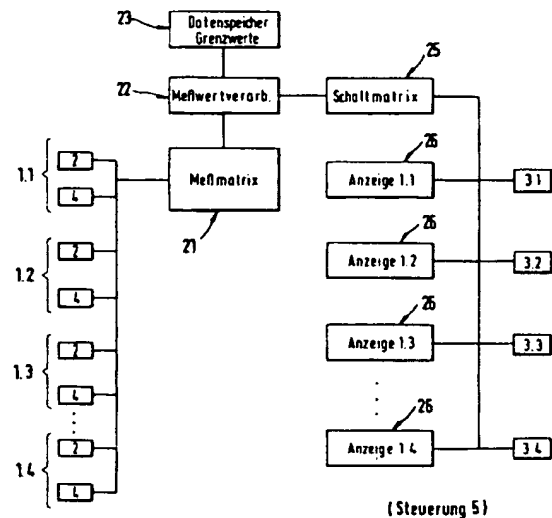 23
Datenspeicher
Grenzwerte
22
Meßwertverarb.
25
Schaltmatrix
1.1
2
4
Meßmatrix
21
26
Anzeige 1.1
3.1
1.2
2
4
26
Anzeige 1.2
3.2
1.3
2
4
26
Anzeige 1.3
3.3
1.4
2
4
26
Anzeige 1.4
3.4
(Steuerung 5)